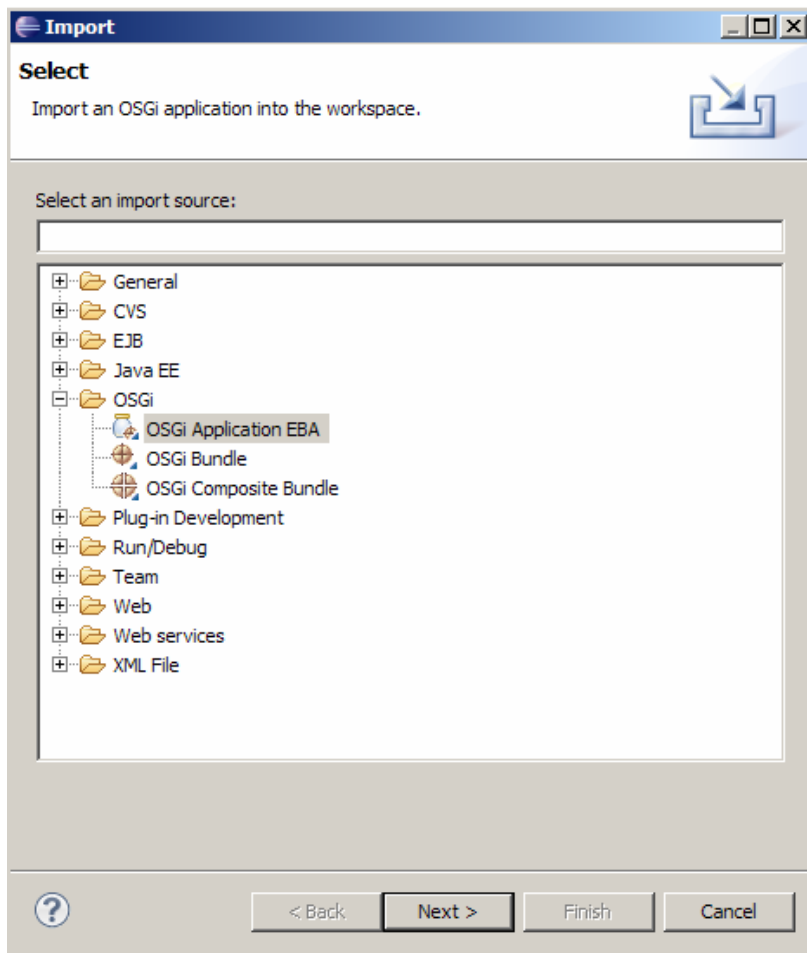 Import
Select
Import an OSGi application into the workspace.
Select an import source:
General
CVS
EJB
Java EE
OSGi
OSGi Application EBA
OSGi Bundle
OSGi Composite Bundle
Plug-in Development
Run/Debug
Team
Web
Web services
XML File
? < Back Next > Finish Cancel